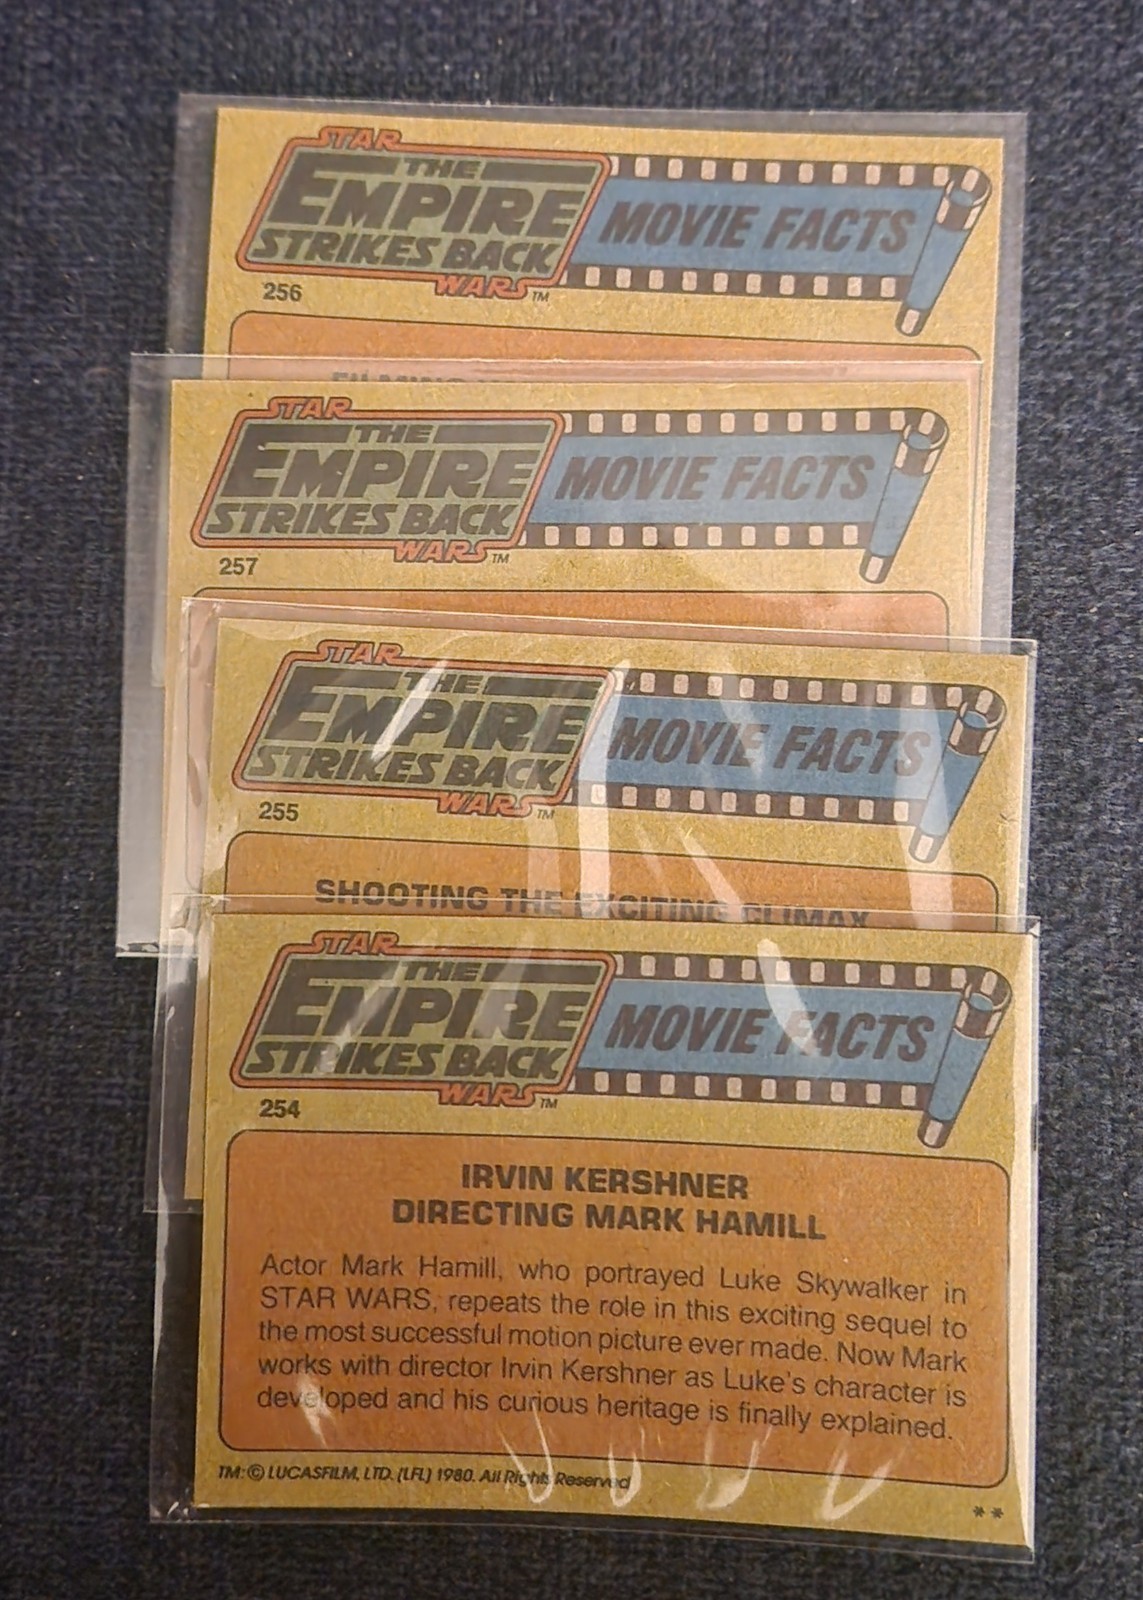 STAR
THE
EMPIRE
STRIKES BACK
WARS TM
MOVIE FACTS
256
FILMING
STAR
THE
EMPIRE
STRIKES BACK
WARS TM
MOVIE FACTS
257
STAR
THE
EMPIRE
STRIKES BACK
WARS TM
MOVIE FACTS
255
SHOOTING THE EXCITING CLIMAX
STAR
THE
EMPIRE
STRIKES BACK
WARS TM
MOVIE FACTS
254
IRVIN KERSHNER
DIRECTING MARK HAMILL
Actor Mark Hamill, who portrayed Luke Skywalker in
STAR WARS, repeats the role in this exciting sequel to
the most successful motion picture ever made. Now Mark
works with director Irvin Kershner as Luke's character is
developed and his curious heritage is finally explained.
TM: © LUCASFILM, LTD. (LFL) 1980. All Rights Reserved
**